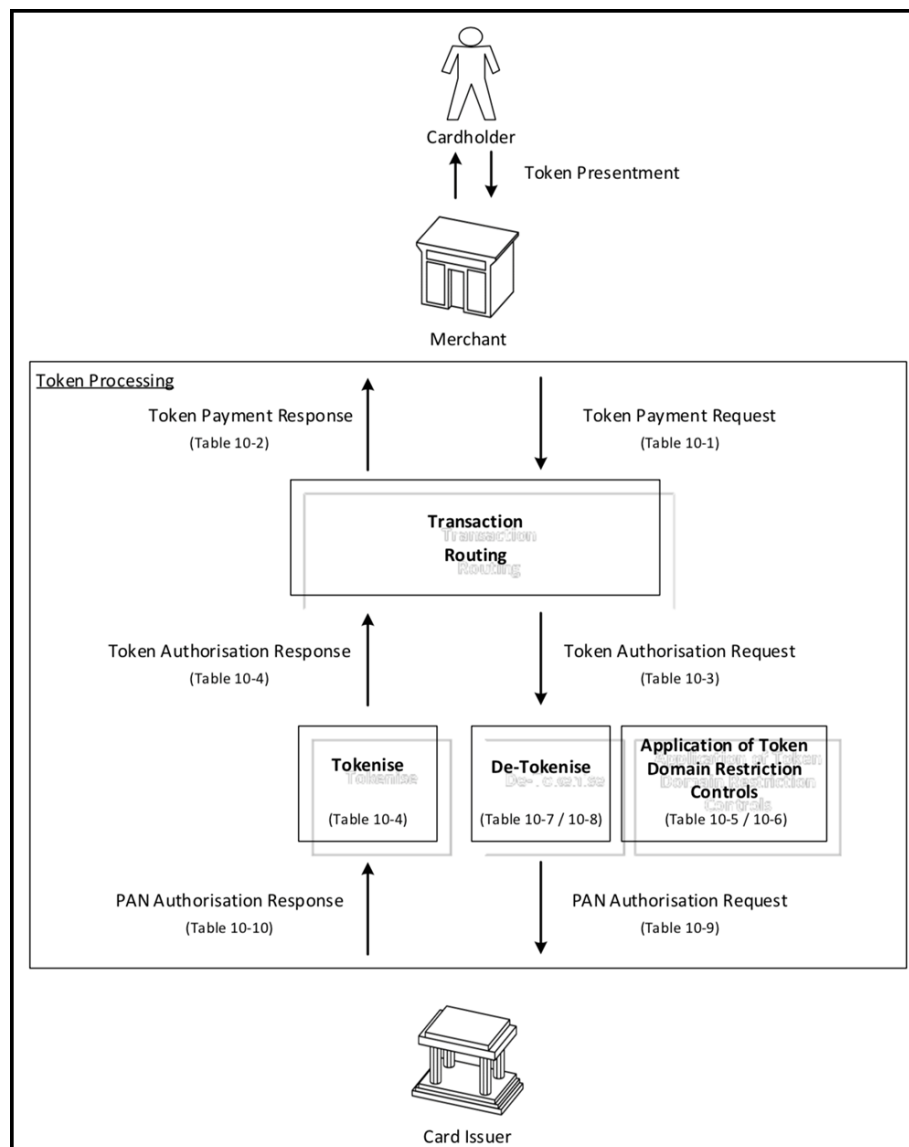 Cardholder
Token Presentment
Merchant
Token Processing
Token Payment Response
(Table 10-2)
Token Payment Request
(Table 10-1)
Transaction
Routing
Token Authorisation Response
(Table 10-4)
Token Authorisation Request
(Table 10-3)
Tokenise
(Table 10-4)
De-Tokenise
(Table 10-7 / 10-8)
Application of Token
Domain Restriction
Controls
(Table 10-5 / 10-6)
PAN Authorisation Response
(Table 10-10)
PAN Authorisation Request
(Table 10-9)
Card Issuer